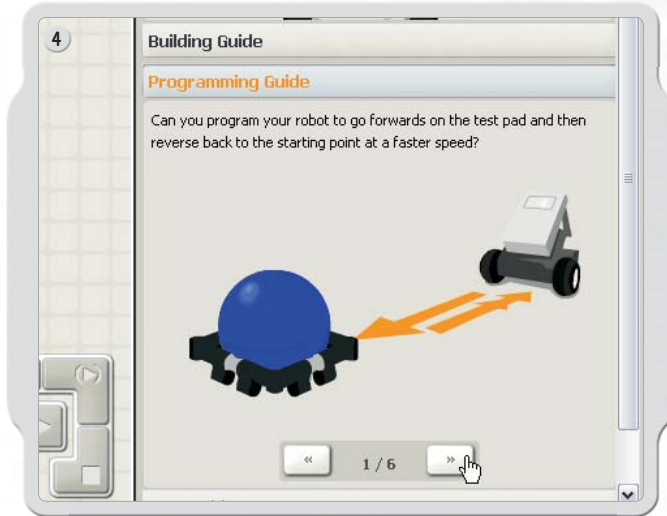 4
Building Guide
Programming Guide
Can you program your robot to go forwards on the test pad and then
reverse back to the starting point at a faster speed?
« 1 / 6 »